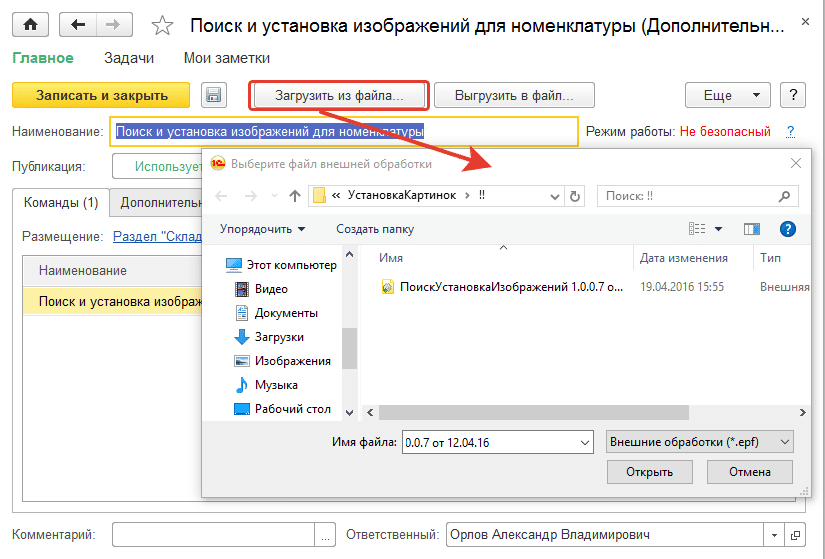 Поиск и установка изображений для номенклатуры (Дополнительн...
Главное Задачи Мои заметки
Записать и закрыть Загрузить из файла... Выгрузить в файл... Еще ?
Наименование: Поиск и установка изображений для номенклатуры Режим работы: Не безопасный ?
Публикация: Использует
Выберите файл внешней обработки
« УстановкаКартинок › !! Поиск: !!
Команды (1) Дополнитель
Упорядочить Создать папку ?
Размещение: Раздел "Склад
Имя Дата изменения Тип
Наименование
Этот компьютер
Видео
Документы
Загрузки
Изображения
Музыка
Рабочий стол
ПоискУстановкаИзображений 1.0.0.7 о... 19.04.2016 15:55 Внешняя
Поиск и установка изображ
Имя файла: 0.0.7 от 12.04.16 Внешние обработки (*.epf)
Открыть Отмена
Комментарий: ... Ответственный: Орлов Александр Владимирович